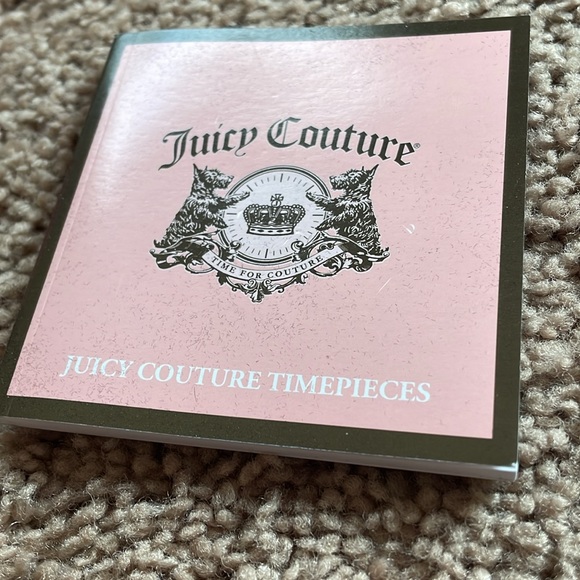 Juicy Couture®
TIME FOR COUTURE
JUICY COUTURE TIMEPIECES